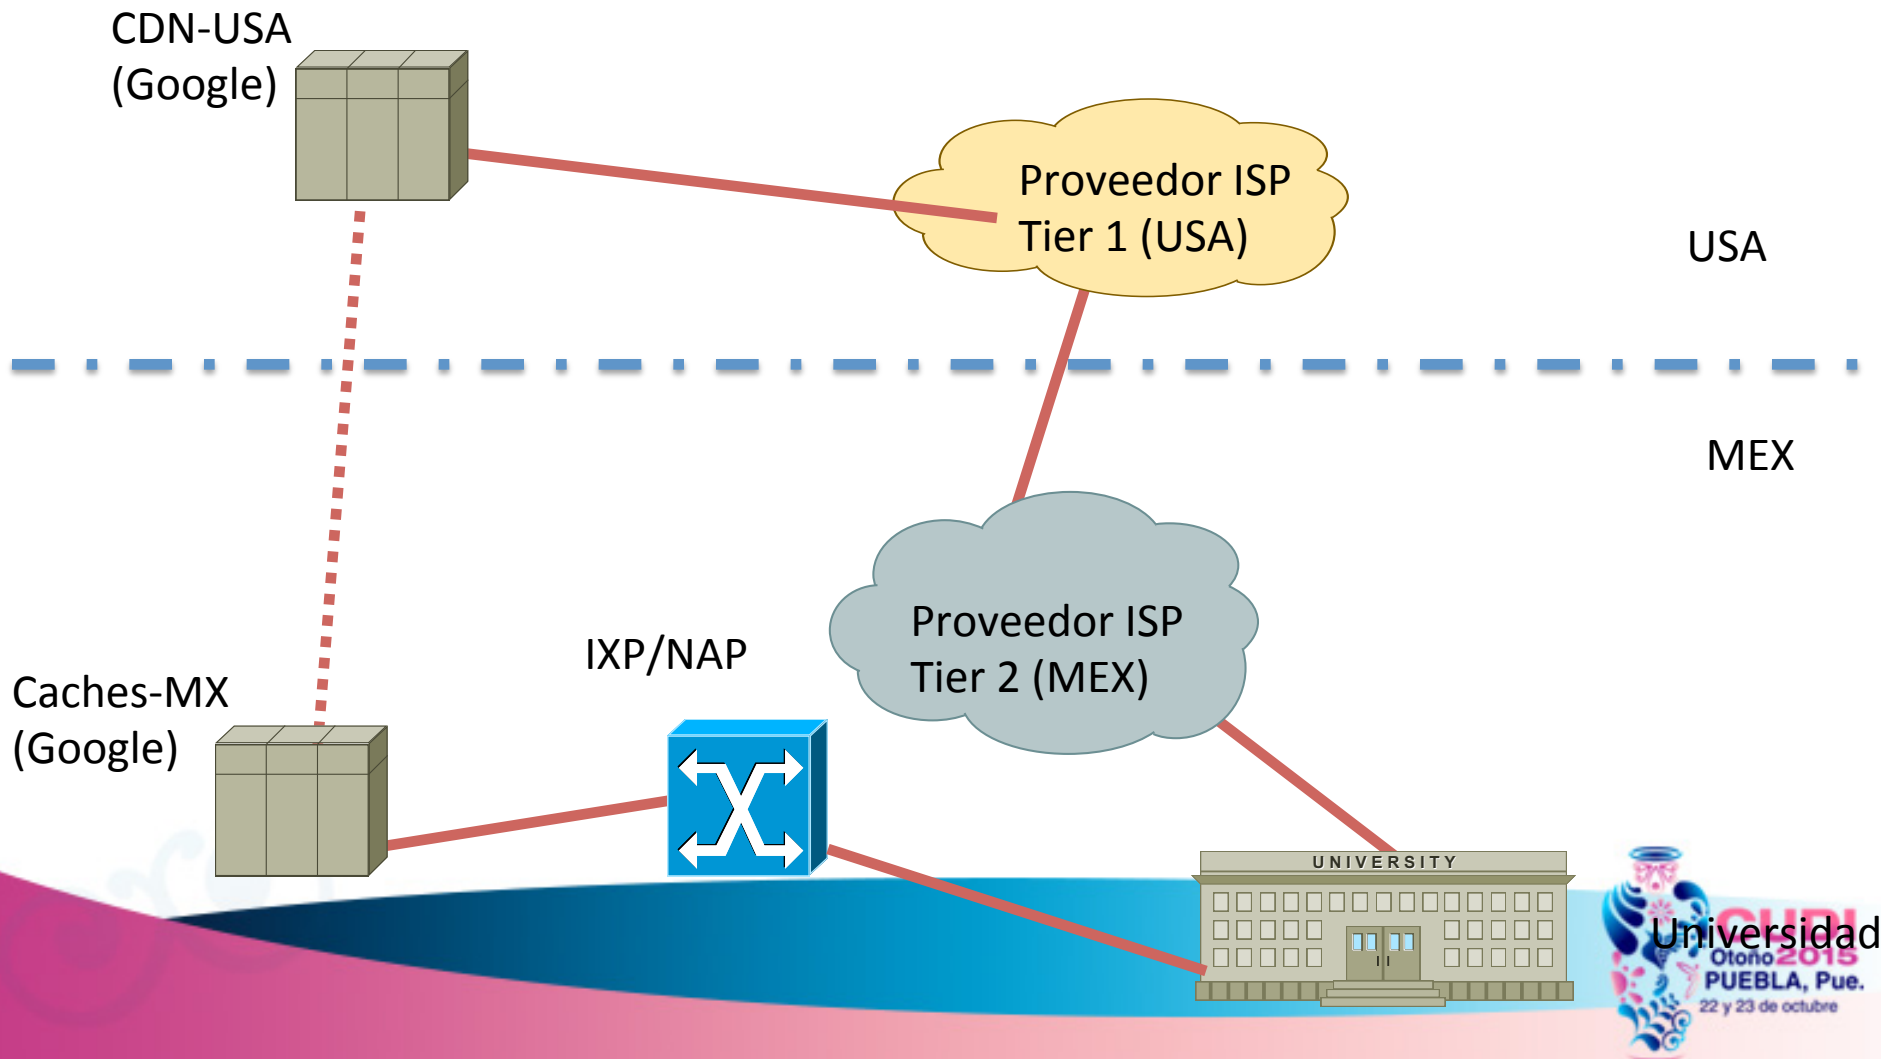 CDN-USA
(Google)
Proveedor ISP
Tier 1 (USA)
USA
MEX
Proveedor ISP
Tier 2 (MEX)
IXP/NAP
Caches-MX
(Google)
UNIVERSITY
Universidad
CUDI
Otoño 2015
PUEBLA, Pue.
22 y 23 de octubre